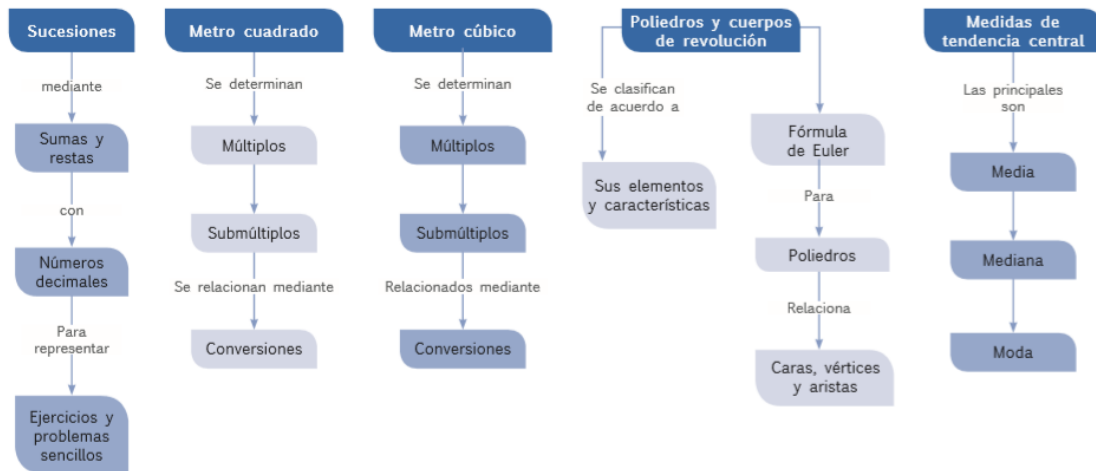 Sucesiones
mediante
Sumas y
restas
con
Números
decimales
Para
representar
Ejercicios y
problemas
sencillos
Metro cuadrado
Se determinan
Múltiplos
Submúltiplos
Se relacionan mediante
Conversiones
Metro cúbico
Se determinan
Múltiplos
Submúltiplos
Relacionados mediante
Conversiones
Poliedros y cuerpos
de revolución
Se clasifican
de acuerdo a
Sus elementos
y características
Fórmula
de Euler
Para
Poliedros
Relaciona
Caras, vértices
y aristas
Medidas de
tendencia central
Las principales
son
Media
Mediana
Moda